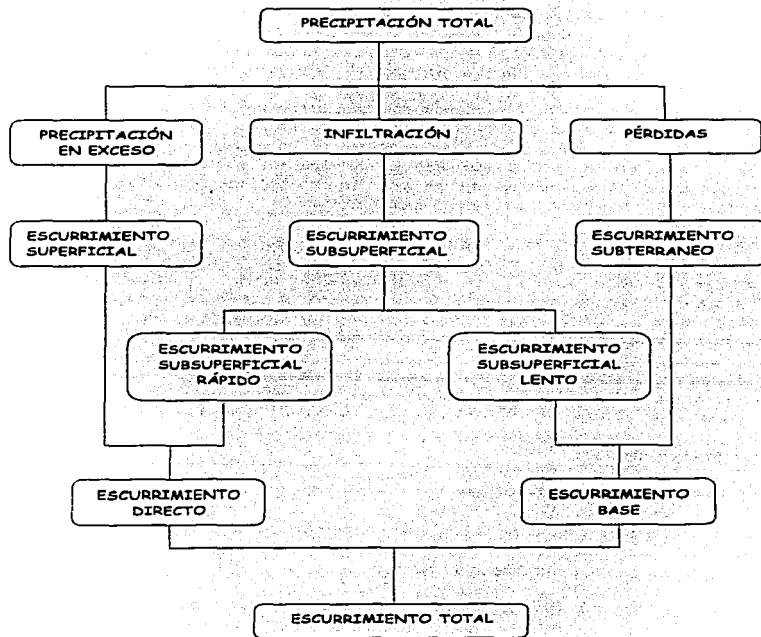 PRECIPITACIÓN TOTAL
PRECIPITACIÓN
EN EXCESO
INFILTRACIÓN
PÉRDIDAS
ESCURRIMIENTO
SUPERFICIAL
ESCURRIMIENTO
SUBSUPERFICIAL
ESCURRIMIENTO
SUBTERRANEO
ESCURRIMIENTO
SUBSUPERFICIAL
RÁPIDO
ESCURRIMIENTO
SUBSUPERFICIAL
LENTO
ESCURRIMIENTO
DIRECTO
ESCURRIMIENTO
BASE
ESCURRIMIENTO TOTAL